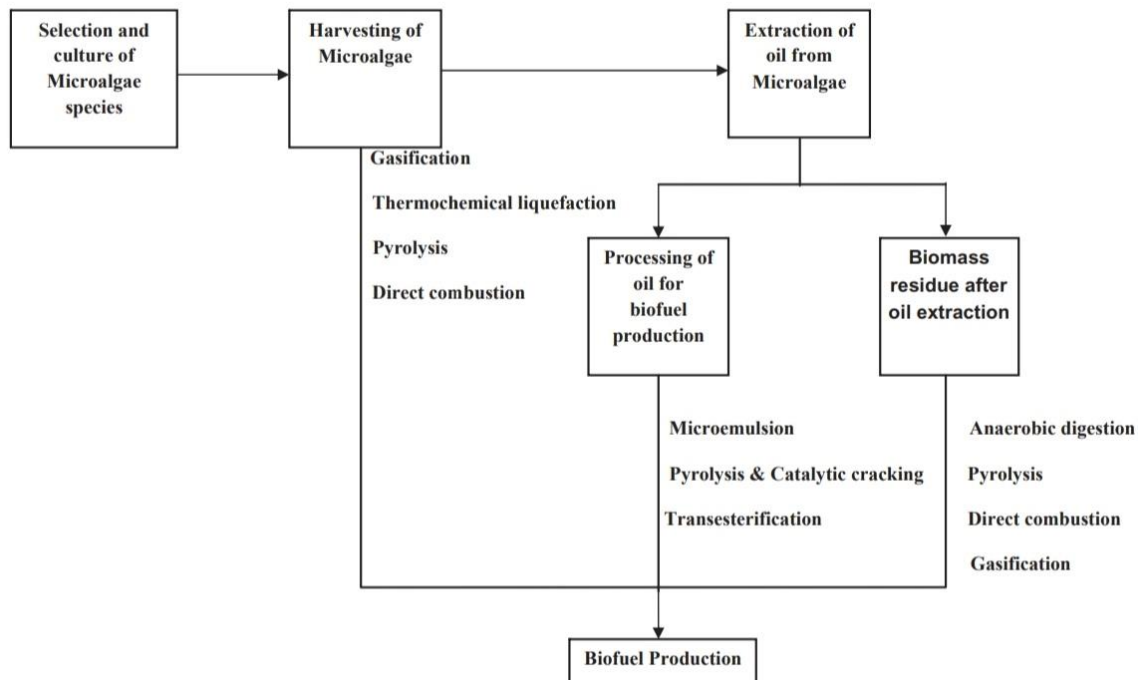 Selection and
culture of
Microalgae
species
Harvesting of
Microalgae
Extraction of
oil from
Microalgae
Gasification
Thermochemical liquefaction
Pyrolysis
Direct combustion
Processing of
oil for
biofuel
production
Biomass
residue after
oil extraction
Microemulsion
Pyrolysis & Catalytic cracking
Transesterification
Anaerobic digestion
Pyrolysis
Direct combustion
Gasification
Biofuel Production